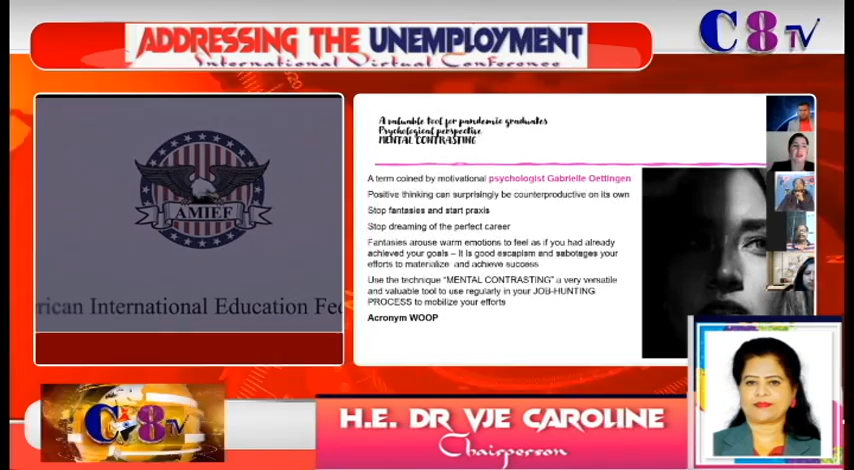 ADDRESSING THE UNEMPLOYMENT
International Virtual Conference
C8TV
AMIEF
rican International Education Fe
A valuable tool for pandemic graduates
Psychological perspective
MENTAL CONTRASTING
A term coined by motivational psychologist Gabrielle Oettingen
Positive thinking can surprisingly be counterproductive on its own
Stop fantasies and start praxis
Stop dreaming of the perfect career
Fantasies arouse warm emotions to feel as if you had already
achieved your goals – It is good escapism and sabotages your
efforts to materialize and achieve success
Use the technique “MENTAL CONTRASTING” a very versatile
and valuable tool to use regularly in your JOB-HUNTING
PROCESS to mobilize your efforts
Acronym WOOP
C8TV
H.E. DR VJE CAROLINE
Chairperson